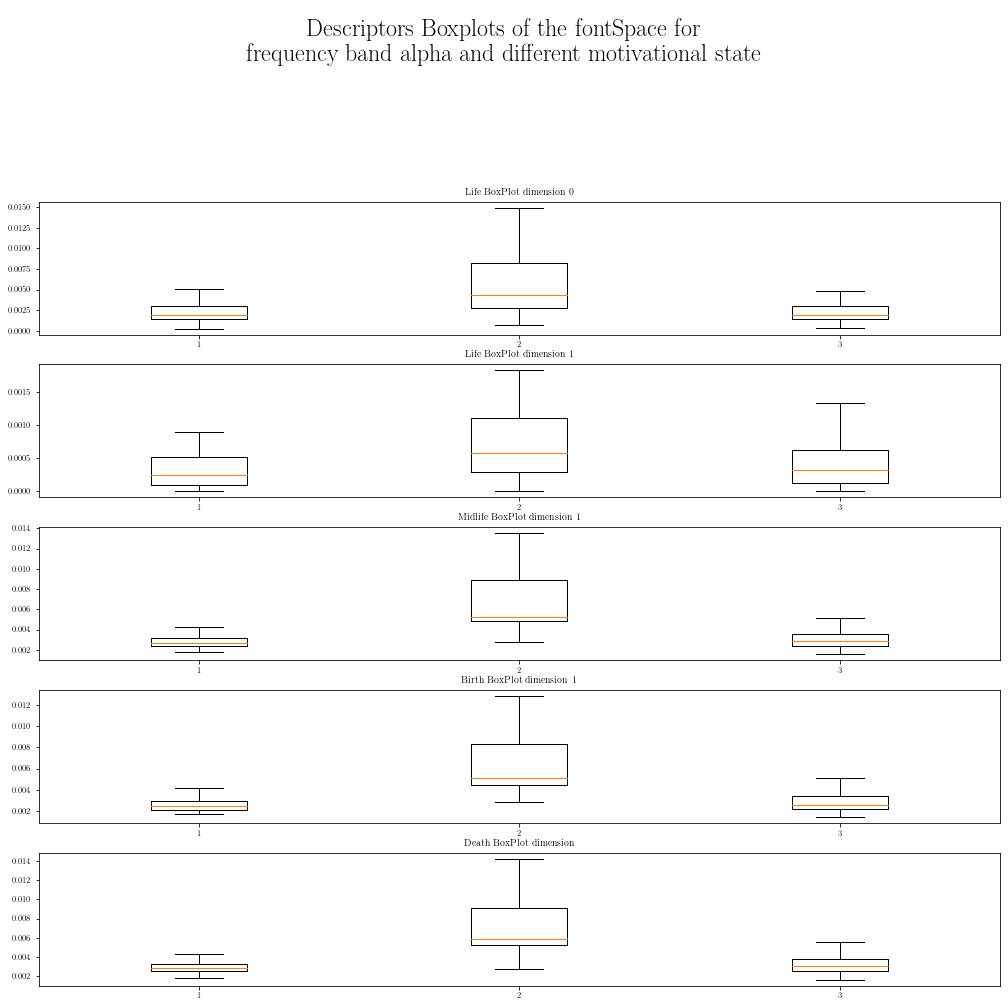 Descriptors Boxplots of the fontSpace for
frequency band alpha and different motivational state
Life BoxPlot dimension 0
0.0150
0.0125
0.0100
0.0075
0.0050
0.0025
0.0000
1 2 3
Life BoxPlot dimension 1
0.0015
0.0010
0.0005
0.0000
1 2 3
Midlife BoxPlot dimension 1
0.014
0.012
0.010
0.008
0.006
0.004
0.002
1 2 3
Birth BoxPlot dimension 1
0.012
0.010
0.008
0.006
0.004
0.002
1 2 3
Death BoxPlot dimension
0.014
0.012
0.010
0.008
0.006
0.004
0.002
1 2 3